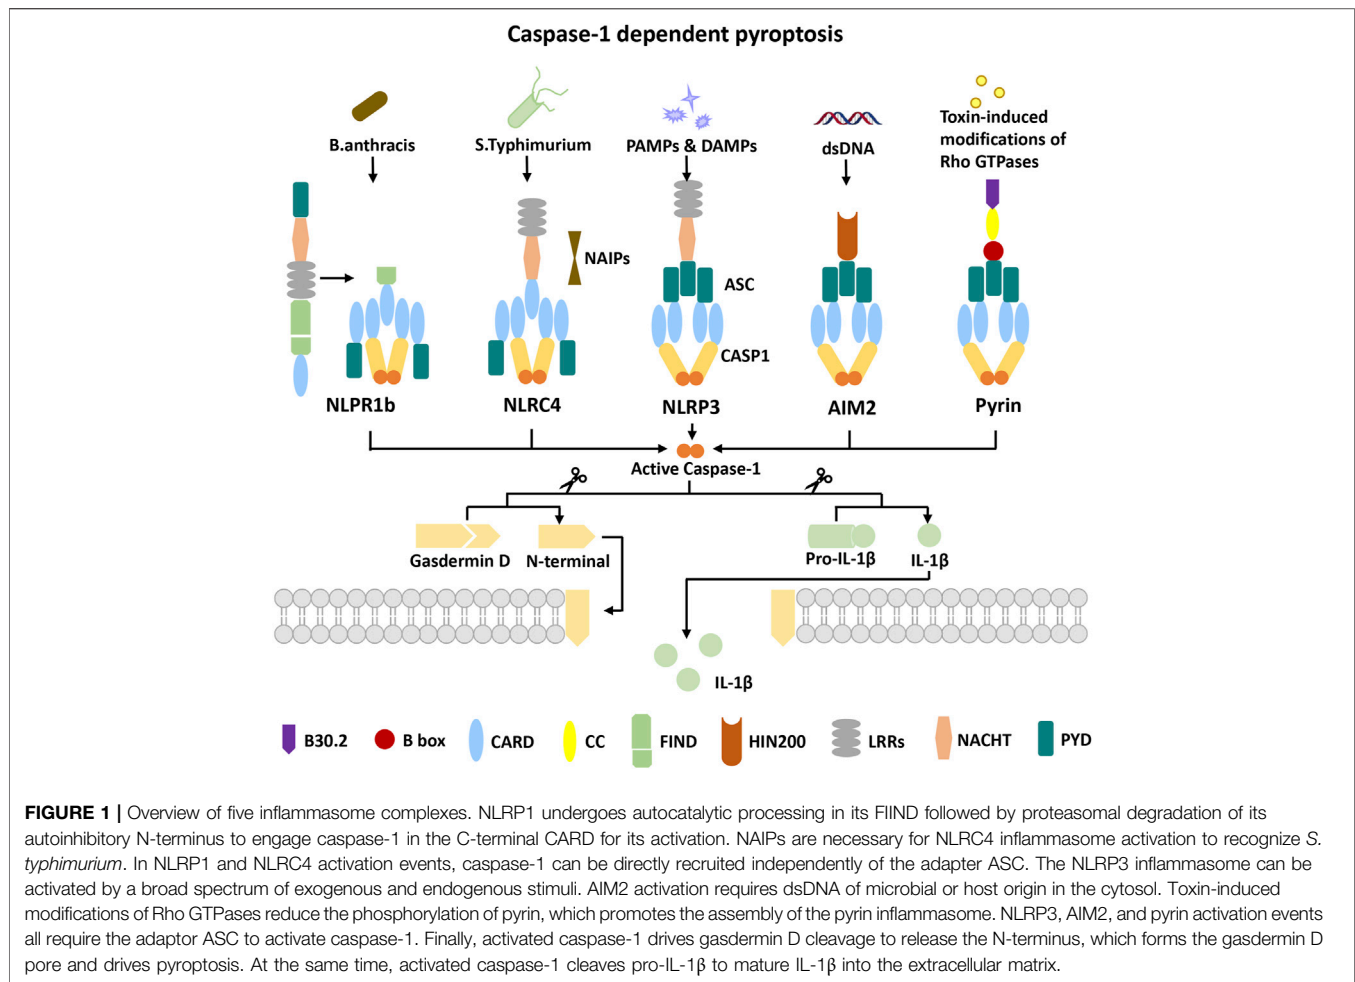 Caspase-1 dependent pyroptosis
B.anthracis
S.Typhimurium
PAMPs & DAMPs
dsDNA
Toxin-induced
modifications of
Rho GTPases
NAIPs
ASC
CASP1
NLPR1b
NLRC4
NLRP3
AIM2
Pyrin
Active Caspase-1
Gasdermin D
N-terminal
Pro-IL-1β
IL-1β
IL-1β
B30.2
B box
CARD
CC
FIND
HIN200
LRRs
NACHT
PYD
FIGURE 1 | Overview of five inflammasome complexes. NLRP1 undergoes autocatalytic processing in its FIIND followed by proteasomal degradation of its
autoinhibitory N-terminus to engage caspase-1 in the C-terminal CARD for its activation. NAIPs are necessary for NLRC4 inflammasome activation to recognize S.
typhimurium. In NLRP1 and NLRC4 activation events, caspase-1 can be directly recruited independently of the adapter ASC. The NLRP3 inflammasome can be
activated by a broad spectrum of exogenous and endogenous stimuli. AIM2 activation requires dsDNA of microbial or host origin in the cytosol. Toxin-induced
modifications of Rho GTPases reduce the phosphorylation of pyrin, which promotes the assembly of the pyrin inflammasome. NLRP3, AIM2, and pyrin activation events
all require the adaptor ASC to activate caspase-1. Finally, activated caspase-1 drives gasdermin D cleavage to release the N-terminus, which forms the gasdermin D
pore and drives pyroptosis. At the same time, activated caspase-1 cleaves pro-IL-1β to mature IL-1β into the extracellular matrix.